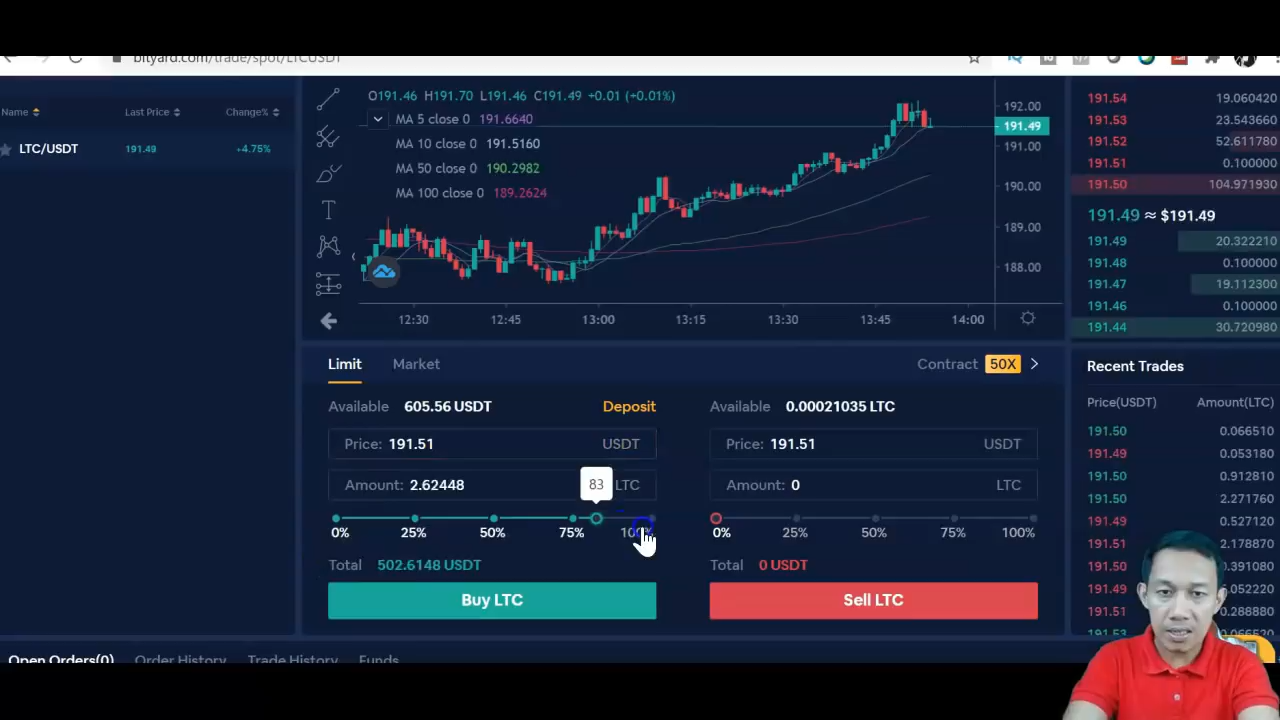 bityard.com/trade/spot/LTCUSDT
Name Last Price Change%
LTC/USDT 191.49 +4.75%
O191.46 H191.70 L191.46 C191.49 +0.01 (+0.01%)
MA 5 close 0 191.6640
MA 10 close 0 191.5160
MA 50 close 0 190.2982
MA 100 close 0 189.2624
192.00
191.49
191.00
190.00
189.00
188.00
12:30 12:45 13:00 13:15 13:30 13:45 14:00
191.54 19.060420
191.53 23.543660
191.52 52.611780
191.51 0.100000
191.50 104.971930
191.49 ≈ $191.49
191.49 20.322210
191.48 0.100000
191.47 19.112300
191.46 0.100000
191.44 30.720980
Limit Market Contract 50X
Available 605.56 USDT Deposit
Price: 191.51 USDT
Amount: 2.62448 LTC
83
0% 25% 50% 75% 100%
Total 502.6148 USDT
Buy LTC
Available 0.00021035 LTC
Price: 191.51 USDT
Amount: 0 LTC
0% 25% 50% 75% 100%
Total 0 USDT
Sell LTC
Recent Trades
Price(USDT) Amount(LTC)
191.50 0.066510
191.49 0.053180
191.50 0.912810
191.50 2.271760
191.49 0.527120
191.51 2.178870
191.50
191.49
191.51
191.53
Open Orders(0) Order History Trade History Funds